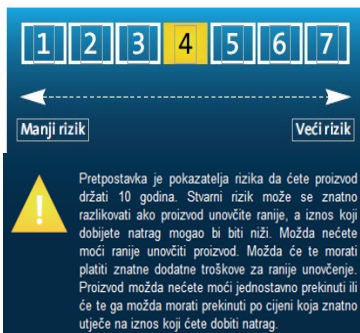 1 2 3 4 5 6 7
Manji rizik Veći rizik
Pretpostavka je pokazatelja rizika da ćete proizvod
držati 10 godina. Stvarni rizik može se znatno
razlikovati ako proizvod unovčite ranije, a iznos koji
dobijete natrag mogao bi biti niži. Možda nećete
moći ranije unovčiti proizvod. Možda će te morati
platiti znatne dodatne troškove za ranije unovčenje.
Proizvod možda nećete moći jednostavno prekinuti ili
će te ga možda morati prekinuti po cijeni koja znatno
utječe na iznos koji ćete dobiti natrag.